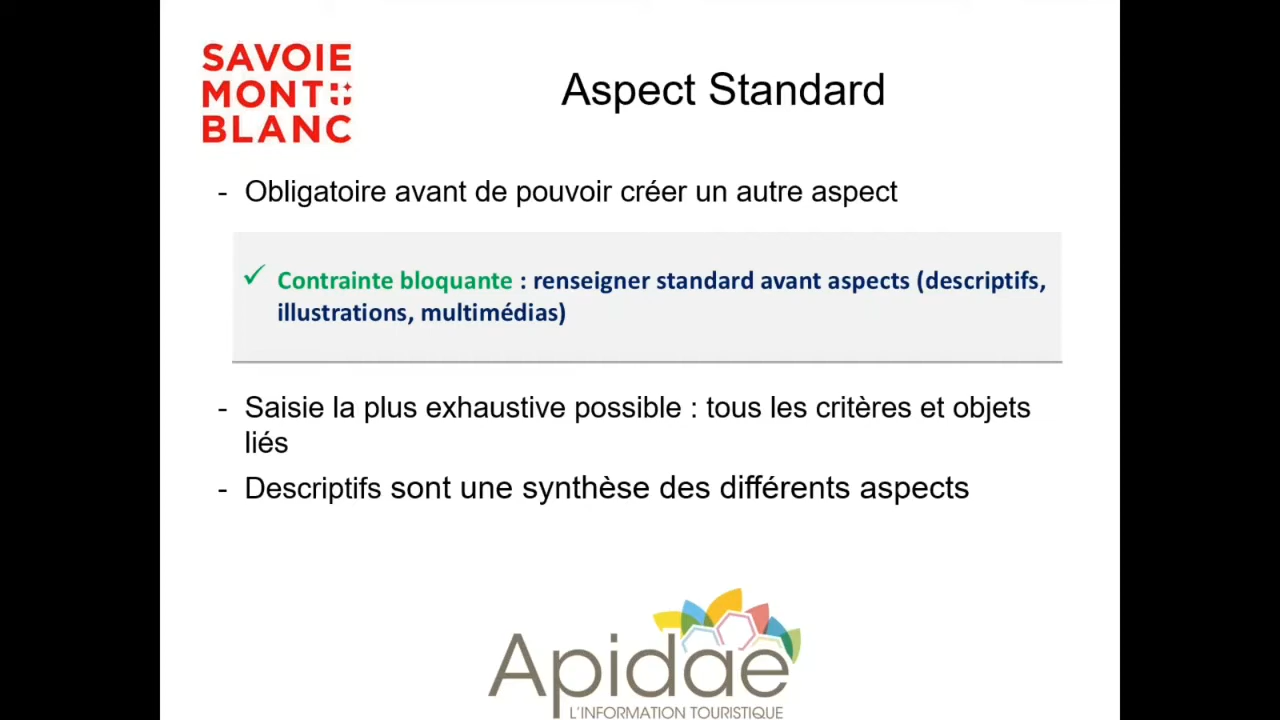 SAVOIE
MONT
BLANC
Aspect Standard
- Obligatoire avant de pouvoir créer un autre aspect
✓ Contrainte bloquante : renseigner standard avant aspects (descriptifs,
illustrations, multimédias)
- Saisie la plus exhaustive possible : tous les critères et objets
liés
- Descriptifs sont une synthèse des différents aspects
Apidae
L'INFORMATION TOURISTIQUE